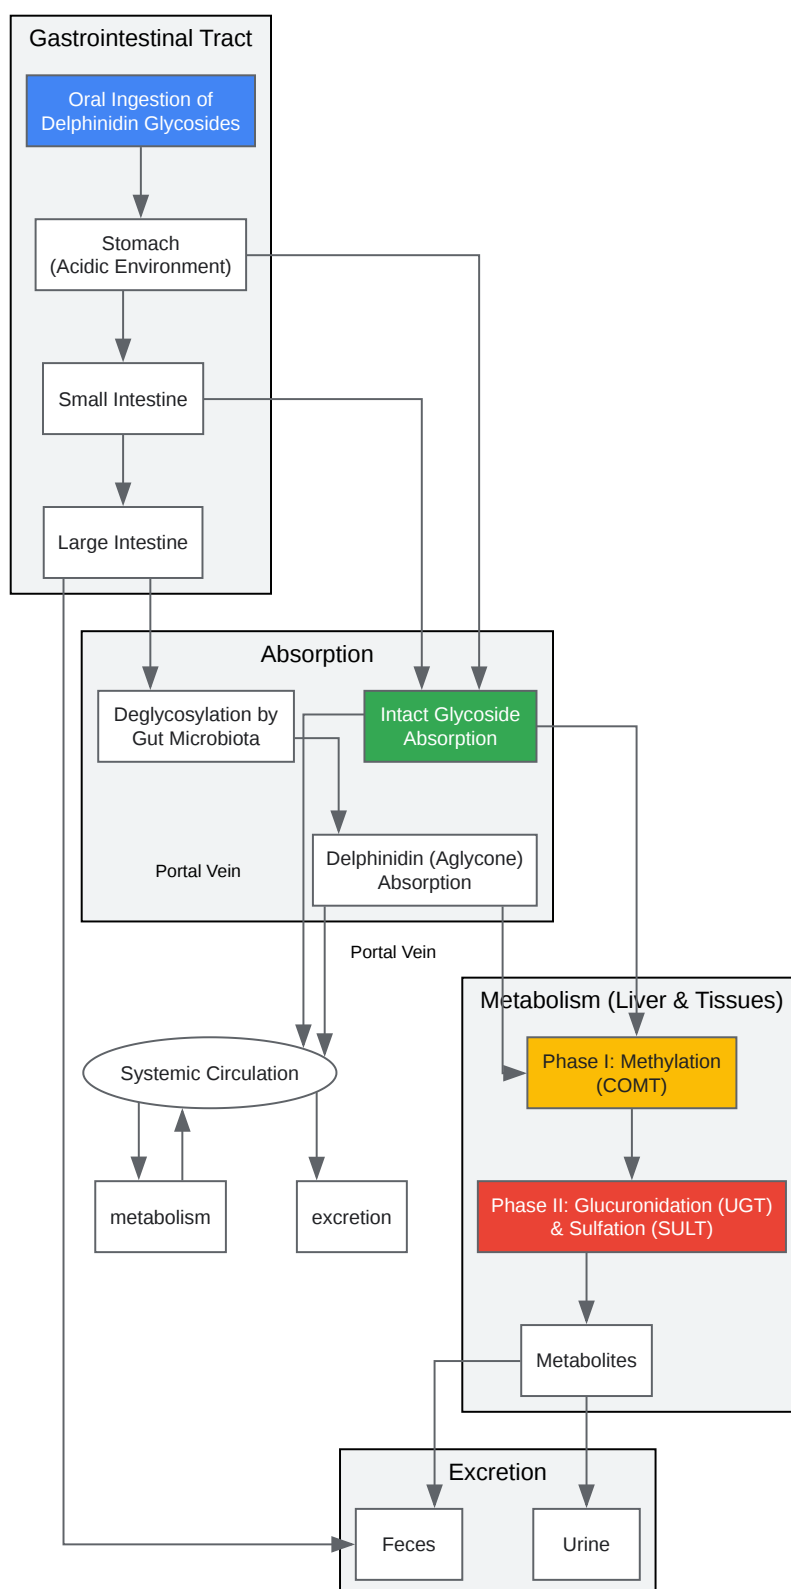 Gastrointestinal Tract
Oral Ingestion of
Delphinidin Glycosides
Stomach
(Acidic Environment)
Small Intestine
Large Intestine
Absorption
Deglycosylation by
Gut Microbiota
Intact Glycoside
Absorption
Delphinidin (Aglycone)
Absorption
Portal Vein
Portal Vein
Metabolism (Liver & Tissues)
Systemic Circulation
Phase I: Methylation
(COMT)
metabolism
excretion
Phase II: Glucuronidation (UGT)
& Sulfation (SULT)
Metabolites
Excretion
Feces
Urine